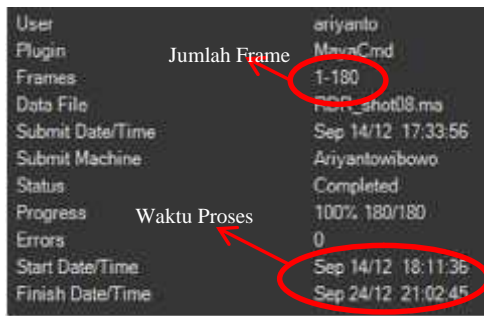 User ariyanto
Plugin MayaCmd
Jumlah Frame
Frames 1-180
Data File RDR_shot08.ma
Submit Date/Time Sep 14/12 17:33:56
Submit Machine Ariyantowibowo
Status Completed
Progress 100% 180/180
Waktu Proses
Errors 0
Start Date/Time Sep 14/12 18:11:36
Finish Date/Time Sep 24/12 21:02:45